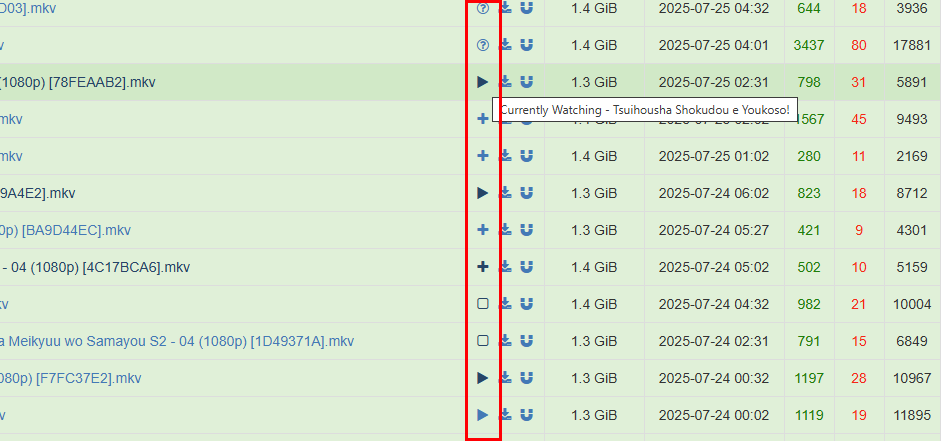 D03].mkv 1.4 GiB 2025-07-25 04:32 644 18 3936
v 1.4 GiB 2025-07-25 04:01 3437 80 17881
(1080p) [78FEAAB2].mkv 1.3 GiB 2025-07-25 02:31 798 31 5891
Currently Watching - Tsuihousha Shokudou e Youkoso!
mkv 45 9493
mkv 1.4 GiB 2025-07-25 01:02 280 11 2169
9A4E2].mkv 1.3 GiB 2025-07-24 06:02 823 18 8712
0p) [BA9D44EC].mkv 1.3 GiB 2025-07-24 05:27 421 9 4301
- 04 (1080p) [4C17BCA6].mkv 1.3 GiB 2025-07-24 05:02 502 10 5159
kv 1.4 GiB 2025-07-24 04:32 982 21 10004
a Meikyuu wo Samayou S2 - 04 (1080p) [1D49371A].mkv 1.4 GiB 2025-07-24 02:31 791 15 6849
080p) [F7FC37E2].mkv 1.3 GiB 2025-07-24 00:32 1197 28 10967
v 1.3 GiB 2025-07-24 00:02 1119 19 11895